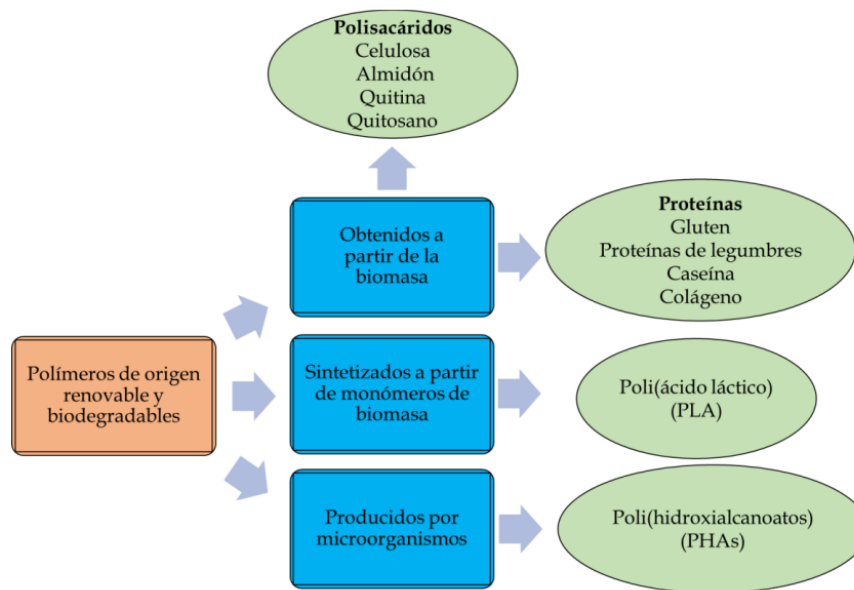 Polisacáridos
Celulosa
Almidón
Quitina
Quitosano
Obtenidos a
partir de la
biomasa
Proteínas
Gluten
Proteínas de legumbres
Caseína
Colágeno
Polímeros de origen
renovable y
biodegradables
Sintetizados a partir
de monómeros de
biomasa
Poli(ácido láctico)
(PLA)
Producidos por
microorganismos
Poli(hidroxialcanoatos)
(PHAs)